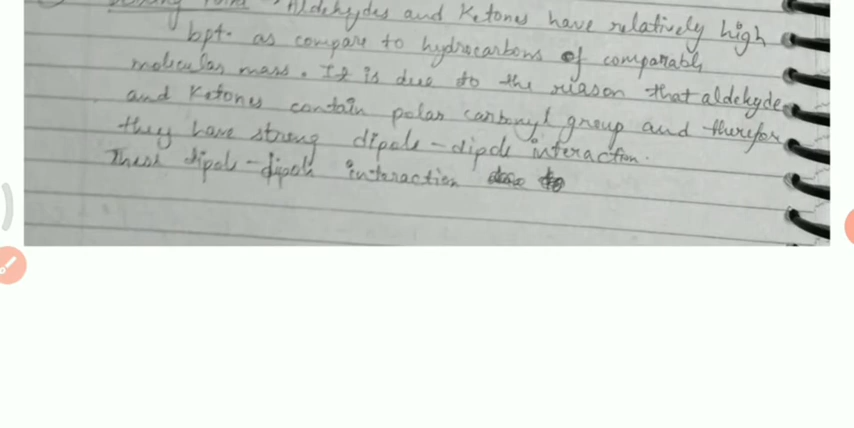 Aldehydes and Ketones have relatively high
bpt. as compare to hydrocarbons of comparable
molecular mass. It is due to the reason that aldehyde
and Ketones contain polar carbonyl group and therefor
they have strong dipole-dipole interaction.
These dipole-dipole interaction